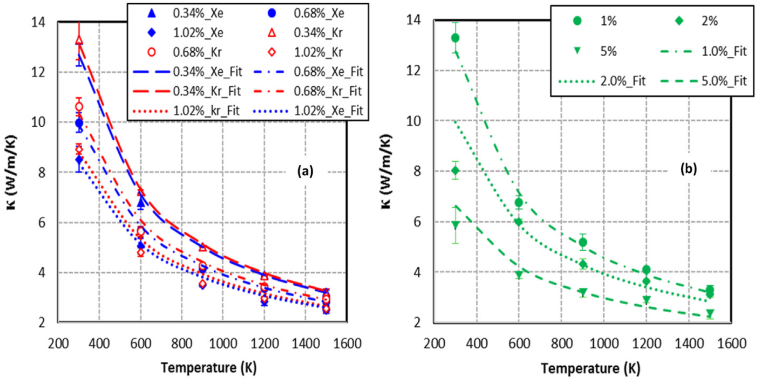 0.34%_Xe 0.68%_Xe
1.02%_Xe 0.34%_Kr
0.68%_Kr 1.02%_Kr
0.34%_Xe_Fit 0.68%_Xe_Fit
0.34%_Kr_Fit 0.68%_Kr_Fit
1.02%_kr_Fit 1.02%_Xe_Fit
(a)
κ (W/m/K)
14
12
10
8
6
4
2
200 400 600 800 1000 1200 1400 1600
Temperature (K)
1% 2%
5% 1.0%_Fit
2.0%_Fit 5.0%_Fit
(b)
κ (W/m/K)
14
12
10
8
6
4
2
200 400 600 800 1000 1200 1400 1600
Temperature (K)